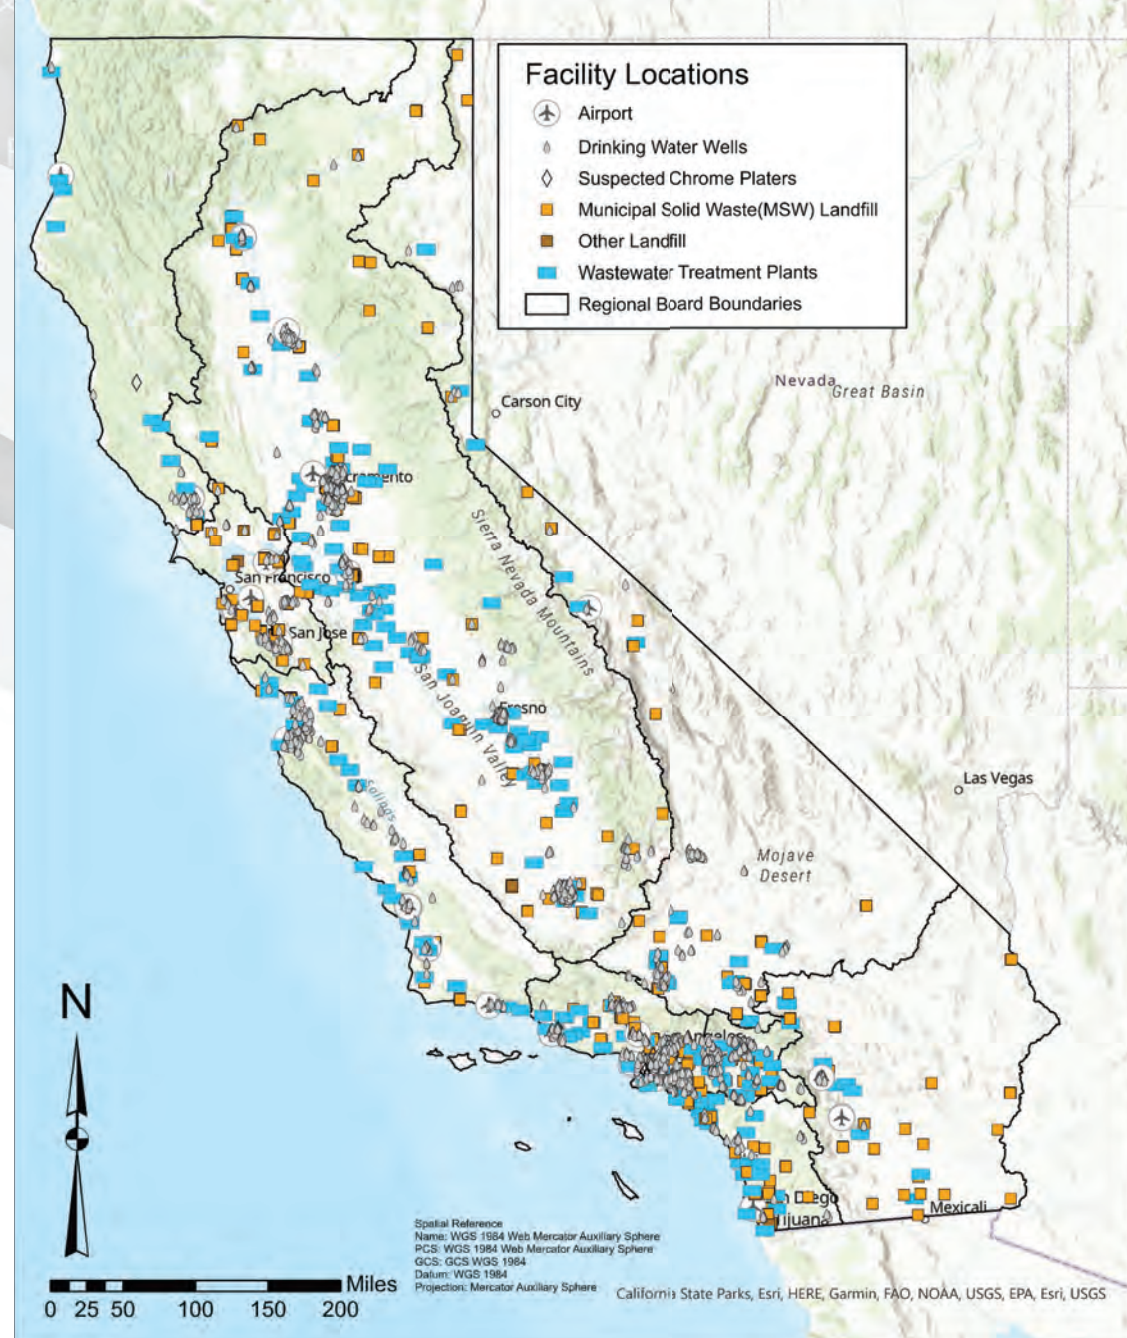 Facility Locations
Airport
Drinking Water Wells
Suspected Chrome Platers
Municipal Solid Waste(MSW) Landfill
Other Landfill
Wastewater Treatment Plants
Regional Board Boundaries
Carson City
Nevada
Great Basin
cramento
Sierra Nevada Mountains
San Francisco
San Jose
San Joaquin Valley
Fresno
Salinas
Las Vegas
Mojave
Desert
Angeles
n Diego
Tijuana
Mexicali
N
Spatial Reference
Name: WGS 1984 Web Mercator Auxiliary Sphere
PCS: WGS 1984 Web Mercator Auxiliary Sphere
GCS: GCS WGS 1984
Datum: WGS 1984
Projection: Mercator Auxiliary Sphere
Miles
0 25 50 100 150 200
California State Parks, Esri, HERE, Garmin, FAO, NOAA, USGS, EPA, Esri, USGS